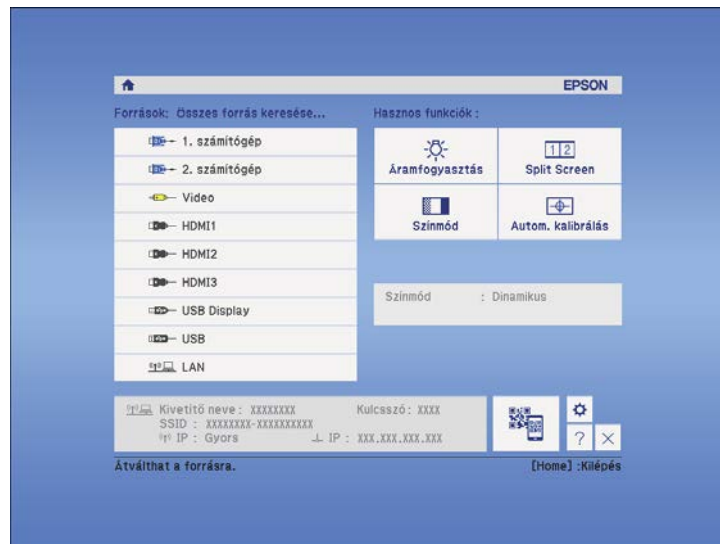 EPSON
Források: Összes forrás keresése...
1. számítógép
2. számítógép
Video
HDMI1
HDMI2
HDMI3
USB Display
USB
LAN
Hasznos funkciók :
Áramfogyasztás
1 2
Split Screen
Színmód
Autom. kalibrálás
Színmód : Dinamikus
Kivetítő neve : XXXXXXXX Kulcsszó : XXXX
SSID : XXXXXXXX-XXXXXXXXXX
IP : Gyors IP : XXX.XXX.XXX.XXX
?
Átválthat a forrásra. [Home] :Kilépés